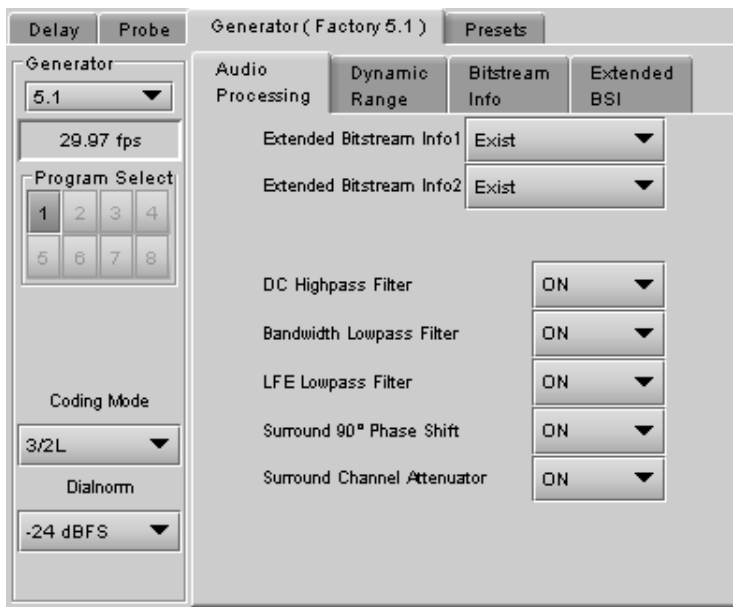 Delay Probe Generator ( Factory 5.1 ) Presets
Generator
5.1
29.97 fps
Program Select
1 2 3 4
5 6 7 8
Coding Mode
3/2L
Dialnorm
-24 dBFS
Audio Processing
Dynamic Range
Bitstream Info
Extended BSI
Extended Bitstream Info1 Exist
Extended Bitstream Info2 Exist
DC Highpass Filter ON
Bandwidth Lowpass Filter ON
LFE Lowpass Filter ON
Surround 90° Phase Shift ON
Surround Channel Attenuator ON